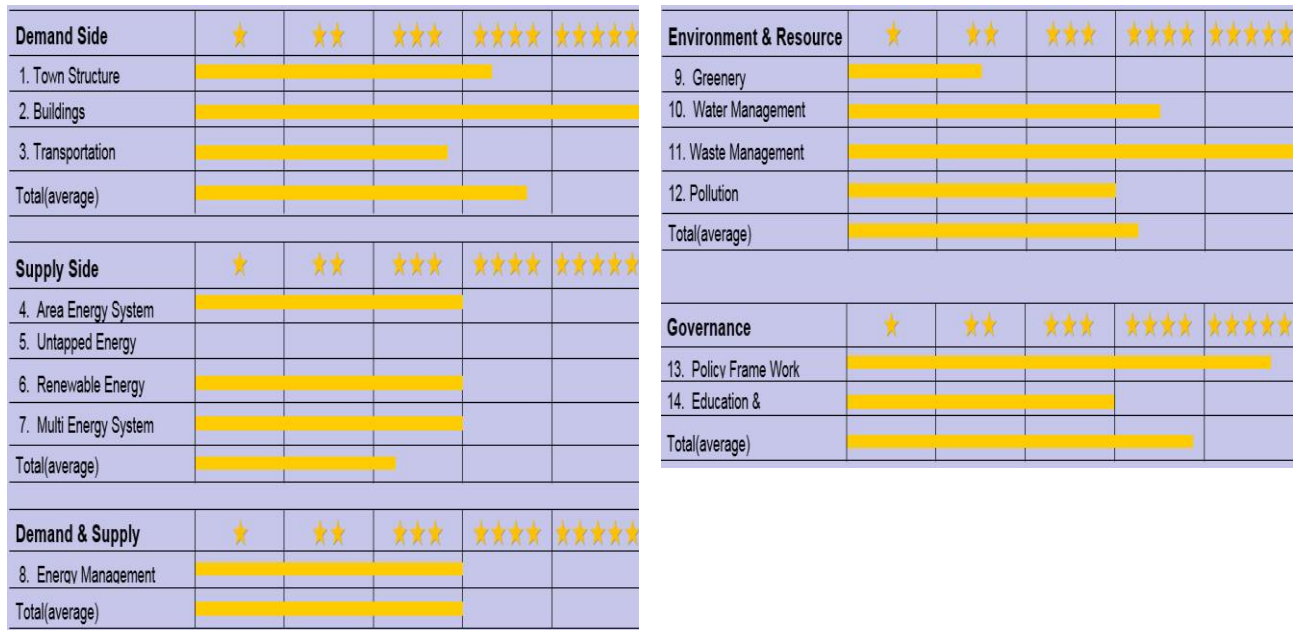 Demand Side
1. Town Structure
2. Buildings
3. Transportation
Total(average)
Supply Side
4. Area Energy System
5. Untapped Energy
6. Renewable Energy
7. Multi Energy System
Total(average)
Demand & Supply
8. Energy Management
Total(average)
Environment & Resource
9. Greenery
10. Water Management
11. Waste Management
12. Pollution
Total(average)
Governance
13. Policy Frame Work
14. Education &
Total(average)